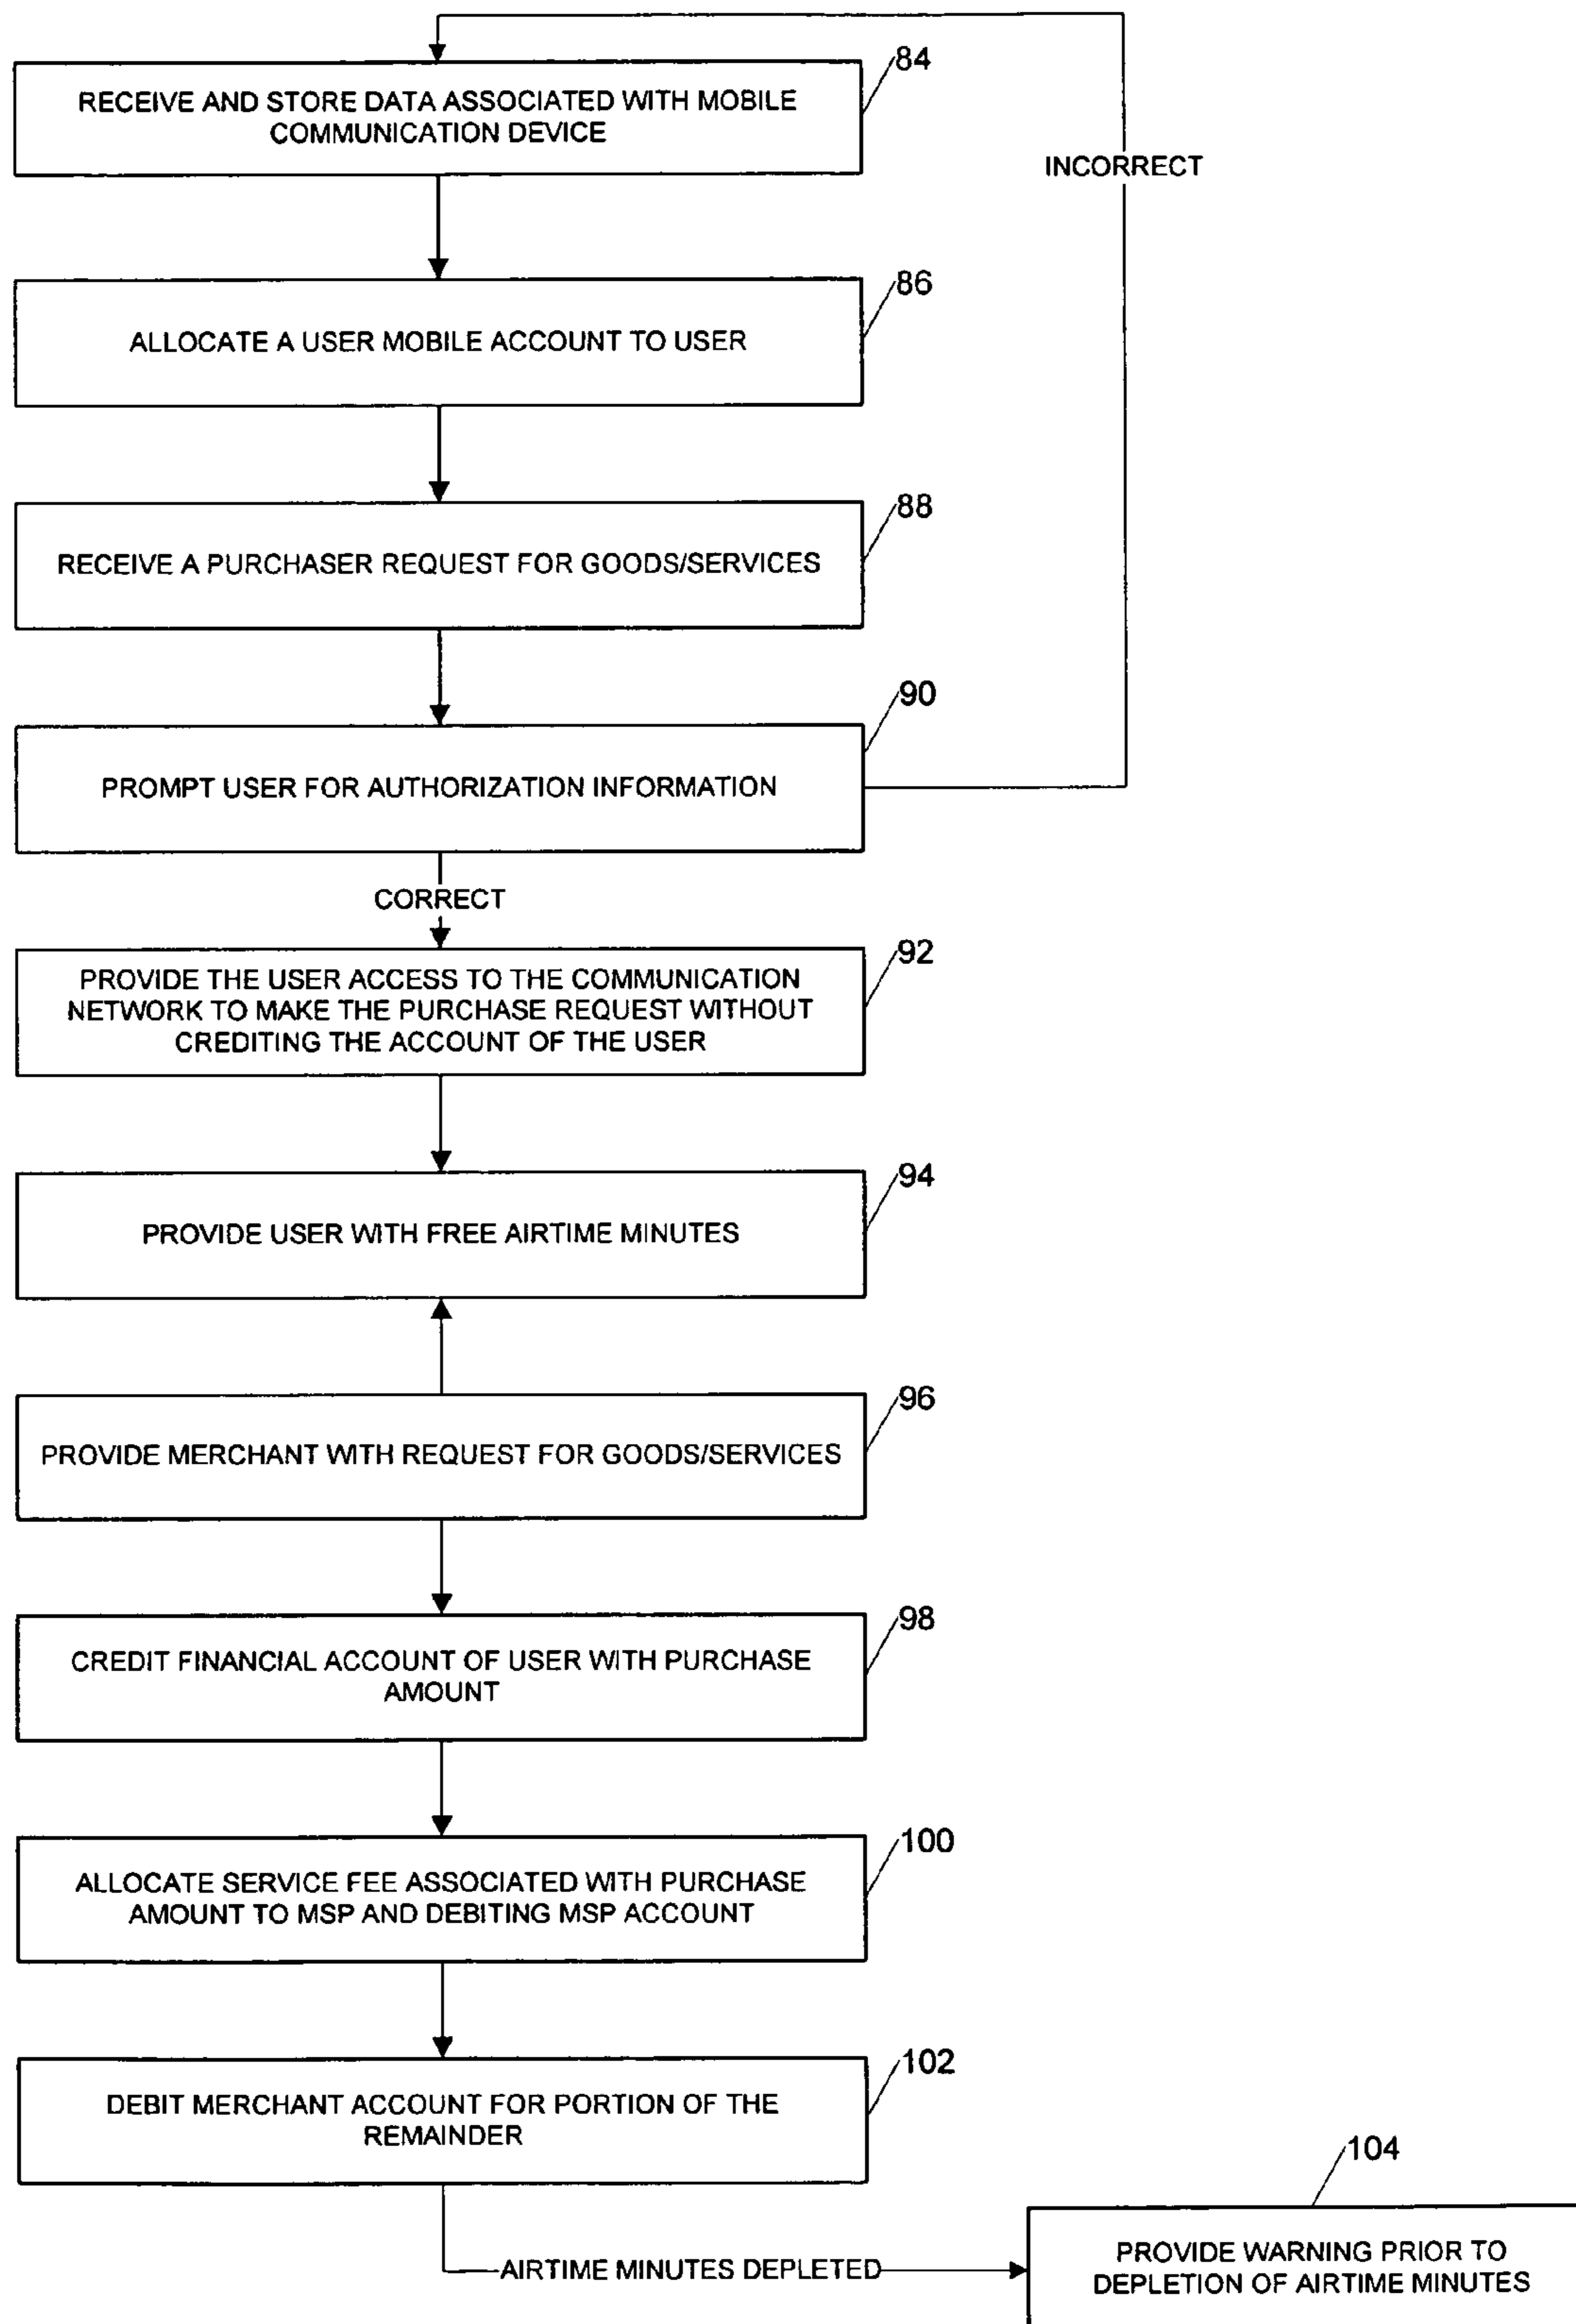 84
RECEIVE AND STORE DATA ASSOCIATED WITH MOBILE
COMMUNICATION DEVICE
INCORRECT
86
ALLOCATE A USER MOBILE ACCOUNT TO USER
88
RECEIVE A PURCHASER REQUEST FOR GOODS/SERVICES
90
PROMPT USER FOR AUTHORIZATION INFORMATION
CORRECT
92
PROVIDE THE USER ACCESS TO THE COMMUNICATION
NETWORK TO MAKE THE PURCHASE REQUEST WITHOUT
CREDITING THE ACCOUNT OF THE USER
94
PROVIDE USER WITH FREE AIRTIME MINUTES
96
PROVIDE MERCHANT WITH REQUEST FOR GOODS/SERVICES
98
CREDIT FINANCIAL ACCOUNT OF USER WITH PURCHASE
AMOUNT
100
ALLOCATE SERVICE FEE ASSOCIATED WITH PURCHASE
AMOUNT TO MSP AND DEBITING MSP ACCOUNT
102
DEBIT MERCHANT ACCOUNT FOR PORTION OF THE
REMAINDER
104
AIRTIME MINUTES DEPLETED
PROVIDE WARNING PRIOR TO
DEPLETION OF AIRTIME MINUTES